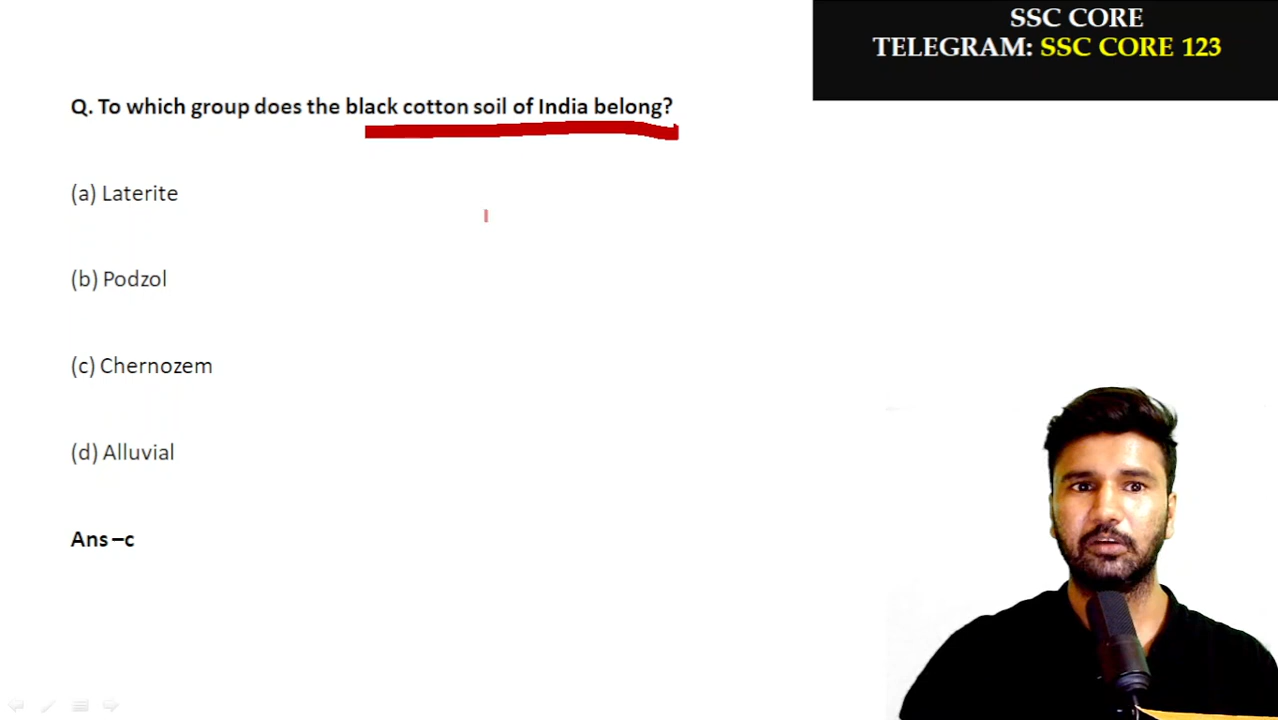 SSC CORE
TELEGRAM: SSC CORE 123
Q. To which group does the black cotton soil of India belong?
(a) Laterite
(b) Podzol
(c) Chernozem
(d) Alluvial
Ans –c